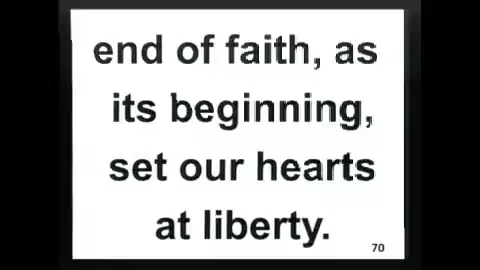 end of faith, as
its beginning,
set our hearts
at liberty.
70